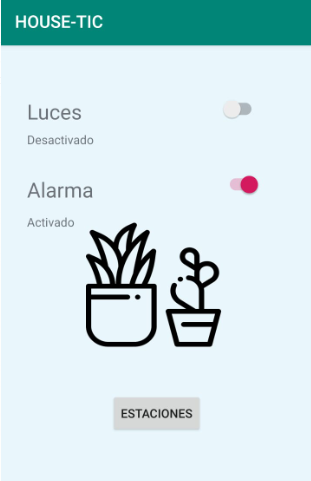 HOUSE-TIC
Luces
Desactivado
Alarma
Activado
ESTACIONES